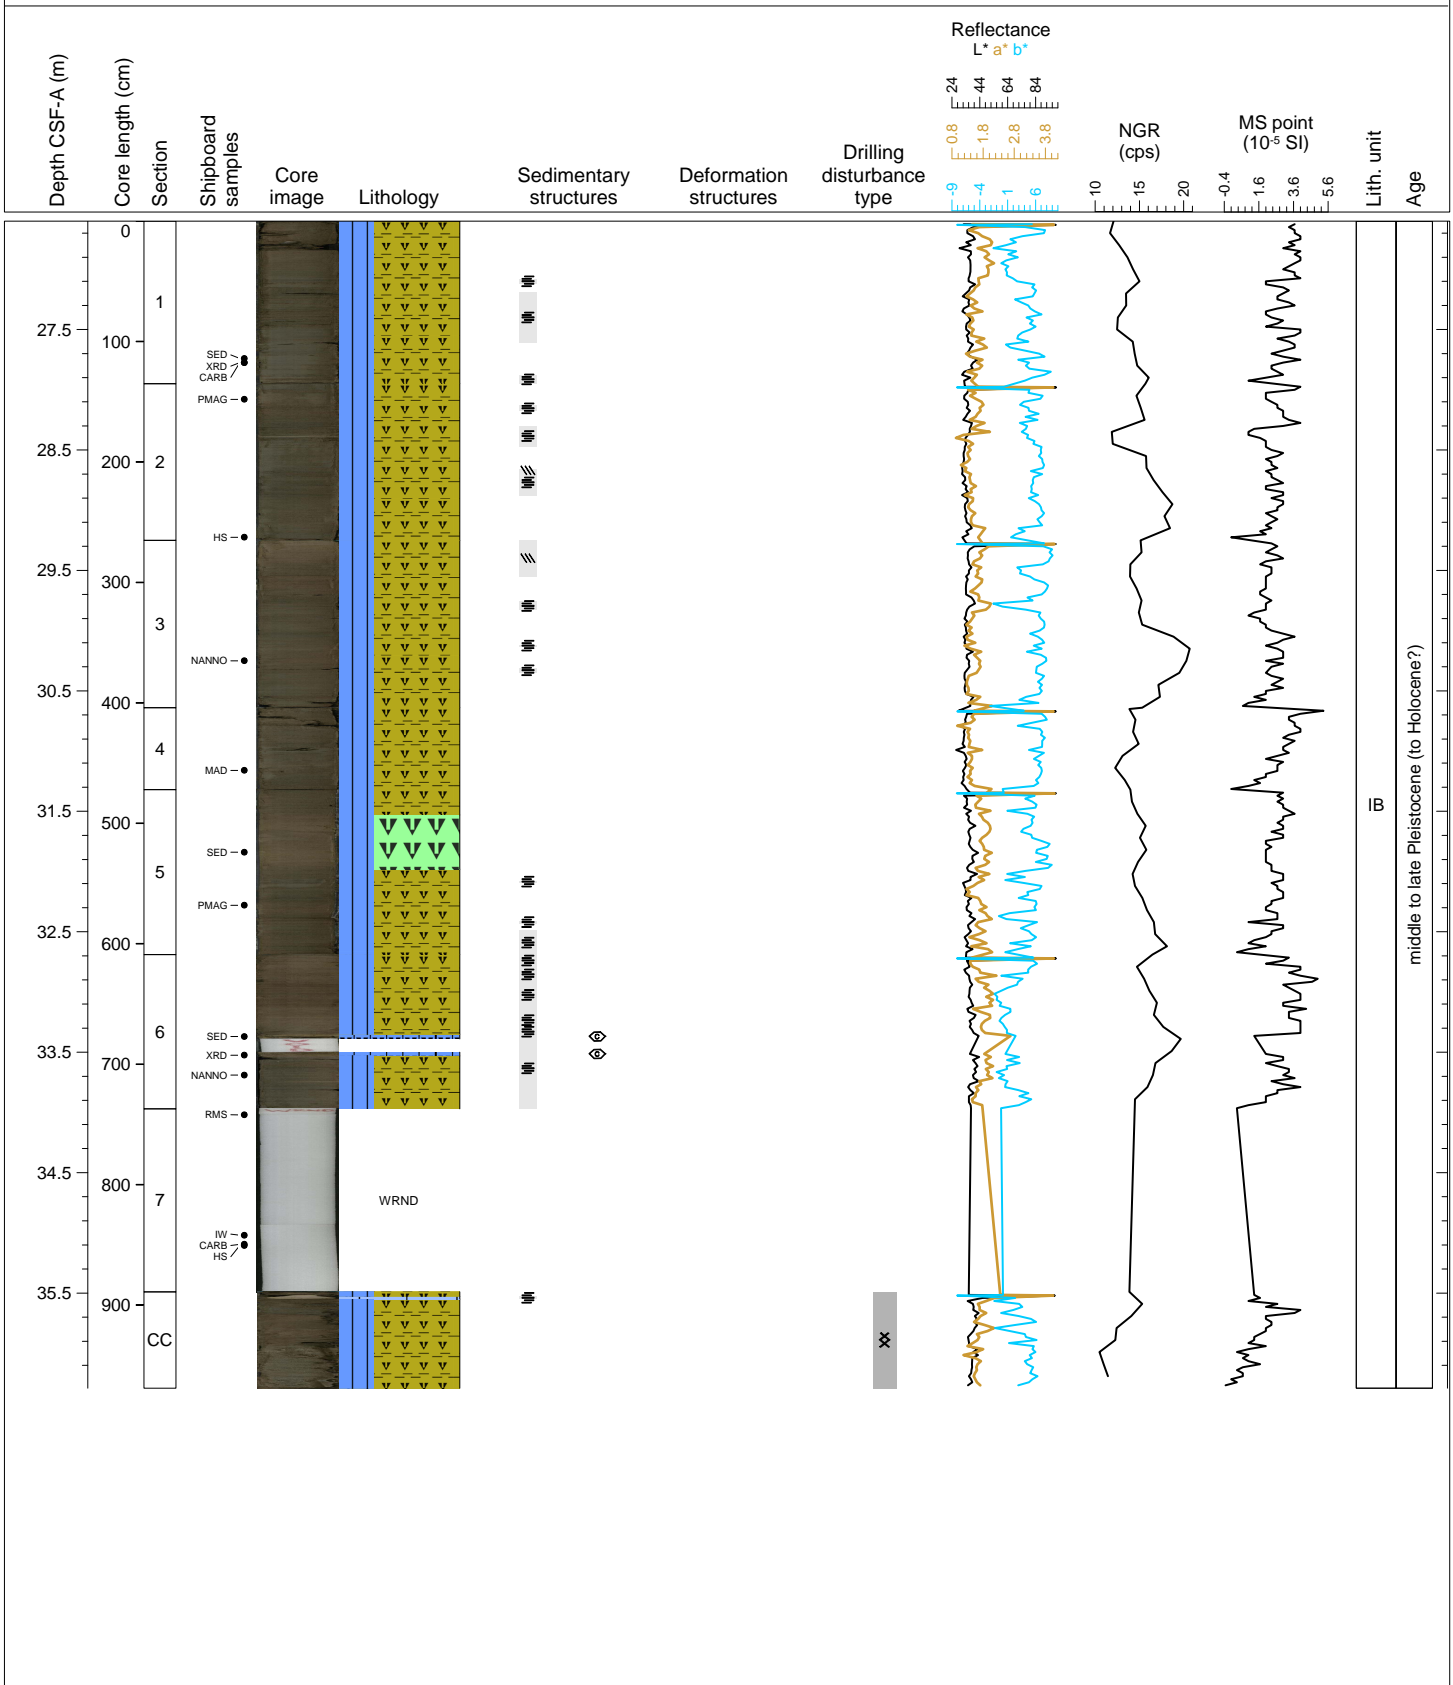 Depth CSF-A (m)
Core length (cm)
Section
Shipboard
samples
Core
image
Lithology
Sedimentary
structures
Deformation
structures
Drilling
disturbance
type
Reflectance
L* a* b*
24 44 64 84
0.8 1.8 2.8 3.8
-9 -4 1 6
NGR
(cps)
10 15 20
MS point
(10-5 SI)
-0.4 1.6 3.6 5.6
Lith. unit
Age
0
1
27.5
100
SED
XRD
CARB
PMAG
28.5
200
2
HS
29.5
300
3
NANNO
30.5
400
4
MAD
31.5
500
IB
SED
5
PMAG
32.5
600
6
SED
c
33.5
XRD
c
700
NANNO
RMS
34.5
800
7
WRND
IW
CARB
HS
35.5
900
CC
middle to late Pleistocene (to Holocene?)